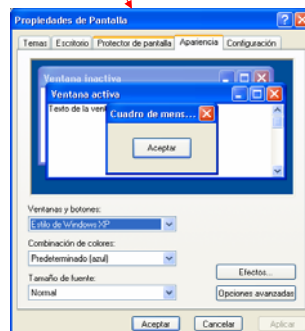 Propiedades de Pantalla
Temas Escritorio Protector de pantalla Apariencia Configuración
Ventana inactiva
Ventana activa
Texto de la vent
Cuadro de mens...
Aceptar
Ventanas y botones:
Estilo de Windows XP
Combinación de colores:
Predeterminado (azul)
Tamaño de fuente:
Normal
Efectos...
Opciones avanzadas
Aceptar Cancelar Aplicar